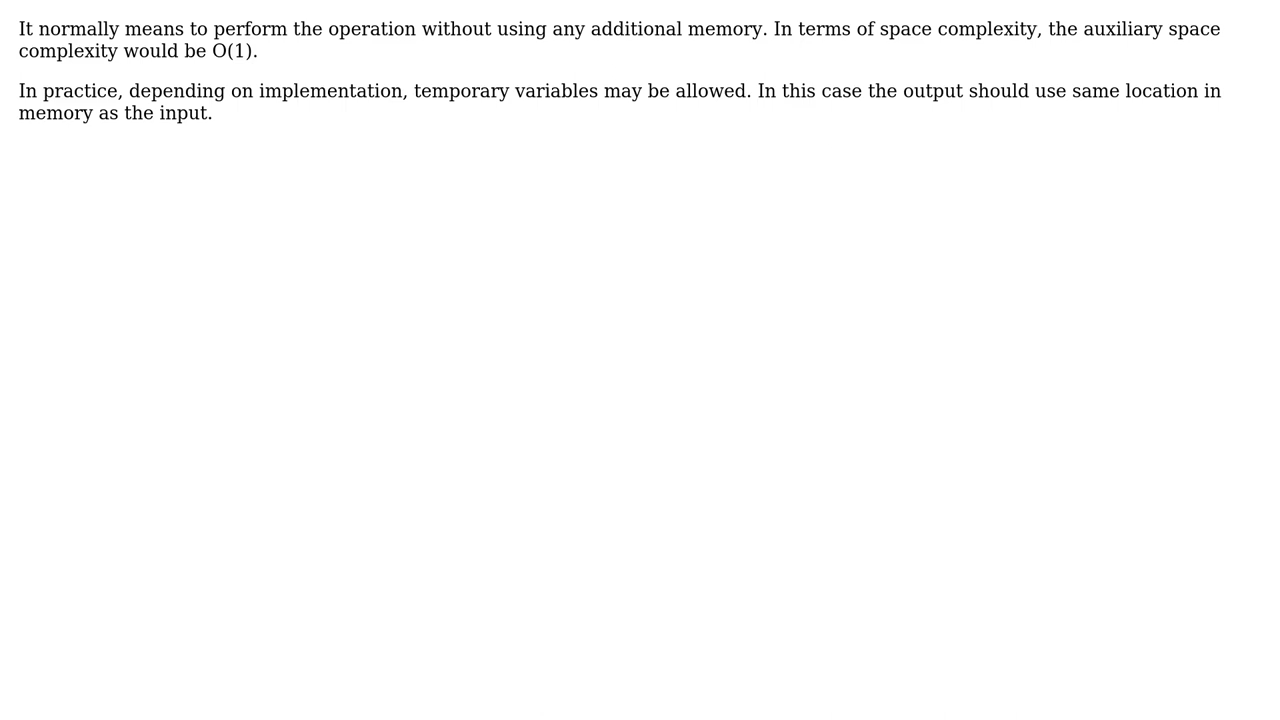 It normally means to perform the operation without using any additional memory. In terms of space complexity, the auxiliary space
complexity would be O(1).
In practice, depending on implementation, temporary variables may be allowed. In this case the output should use same location in
memory as the input.